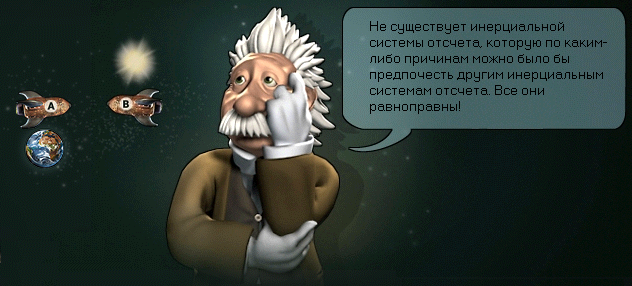 Не существует инерциальной
системы отсчета, которую по каким-
либо причинам можно было бы
предпочесть другим инерциальным
системам отсчета. Все они
равноправны!
A
B